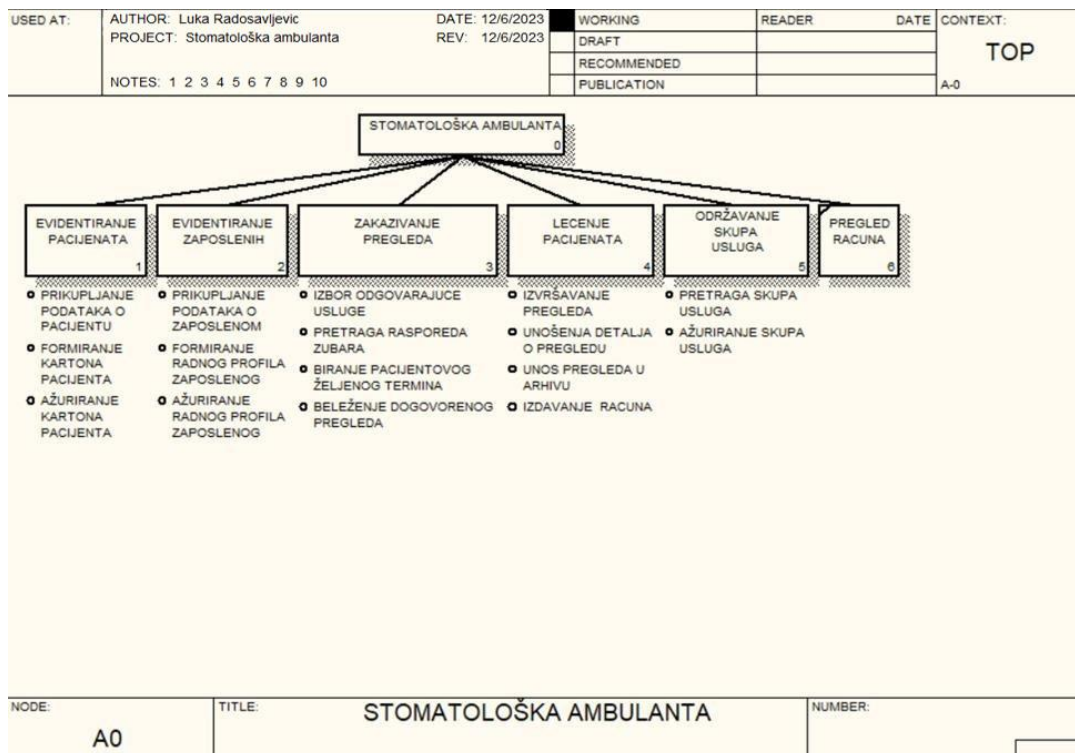 USED AT:
AUTHOR: Luka Radosavljevic
DATE: 12/6/2023
PROJECT: Stomatološka ambulanta
REV: 12/6/2023
NOTES: 1 2 3 4 5 6 7 8 9 10
WORKING
DRAFT
RECOMMENDED
PUBLICATION
READER
DATE
CONTEXT:
TOP
A-0
STOMATOLOŠKA AMBULANTA
0
EVIDENTIRANJE
PACIJENATA
1
PRIKUPLJANJE
PODATAKA O
PACIJENTU
FORMIRANJE
KARTONA
PACIJENTA
AŽURIRANJE
KARTONA
PACIJENTA
EVIDENTIRANJE
ZAPOSLENIH
2
PRIKUPLJANJE
PODATAKA O
ZAPOSLENOM
FORMIRANJE
RADNOG PROFILA
ZAPOSLENOG
AŽURIRANJE
RADNOG PROFILA
ZAPOSLENOG
ZAKAZIVANJE
PREGLEDA
3
IZBOR ODGOVARAJUCE
USLUGE
PRETRAGA RASPOREDA
ZUBARA
BIRANJE PACIJENTOVOG
ŽELJENOG TERMINA
BELEŽENJE DOGOVORENOG
PREGLEDA
LECENJE
PACIJENATA
4
IZVRŠAVANJE
PREGLEDA
UNOŠENJA DETALJA
O PREGLEDU
UNOS PREGLEDA U
ARHIVU
IZDAVANJE RACUNA
ODRŽAVANJE
SKUPA
USLUGA
5
PRETRAGA SKUPA
USLUGA
AŽURIRANJE SKUPA
USLUGA
PREGLED
RACUNA
6
NODE:
A0
TITLE:
STOMATOLOŠKA AMBULANTA
NUMBER: